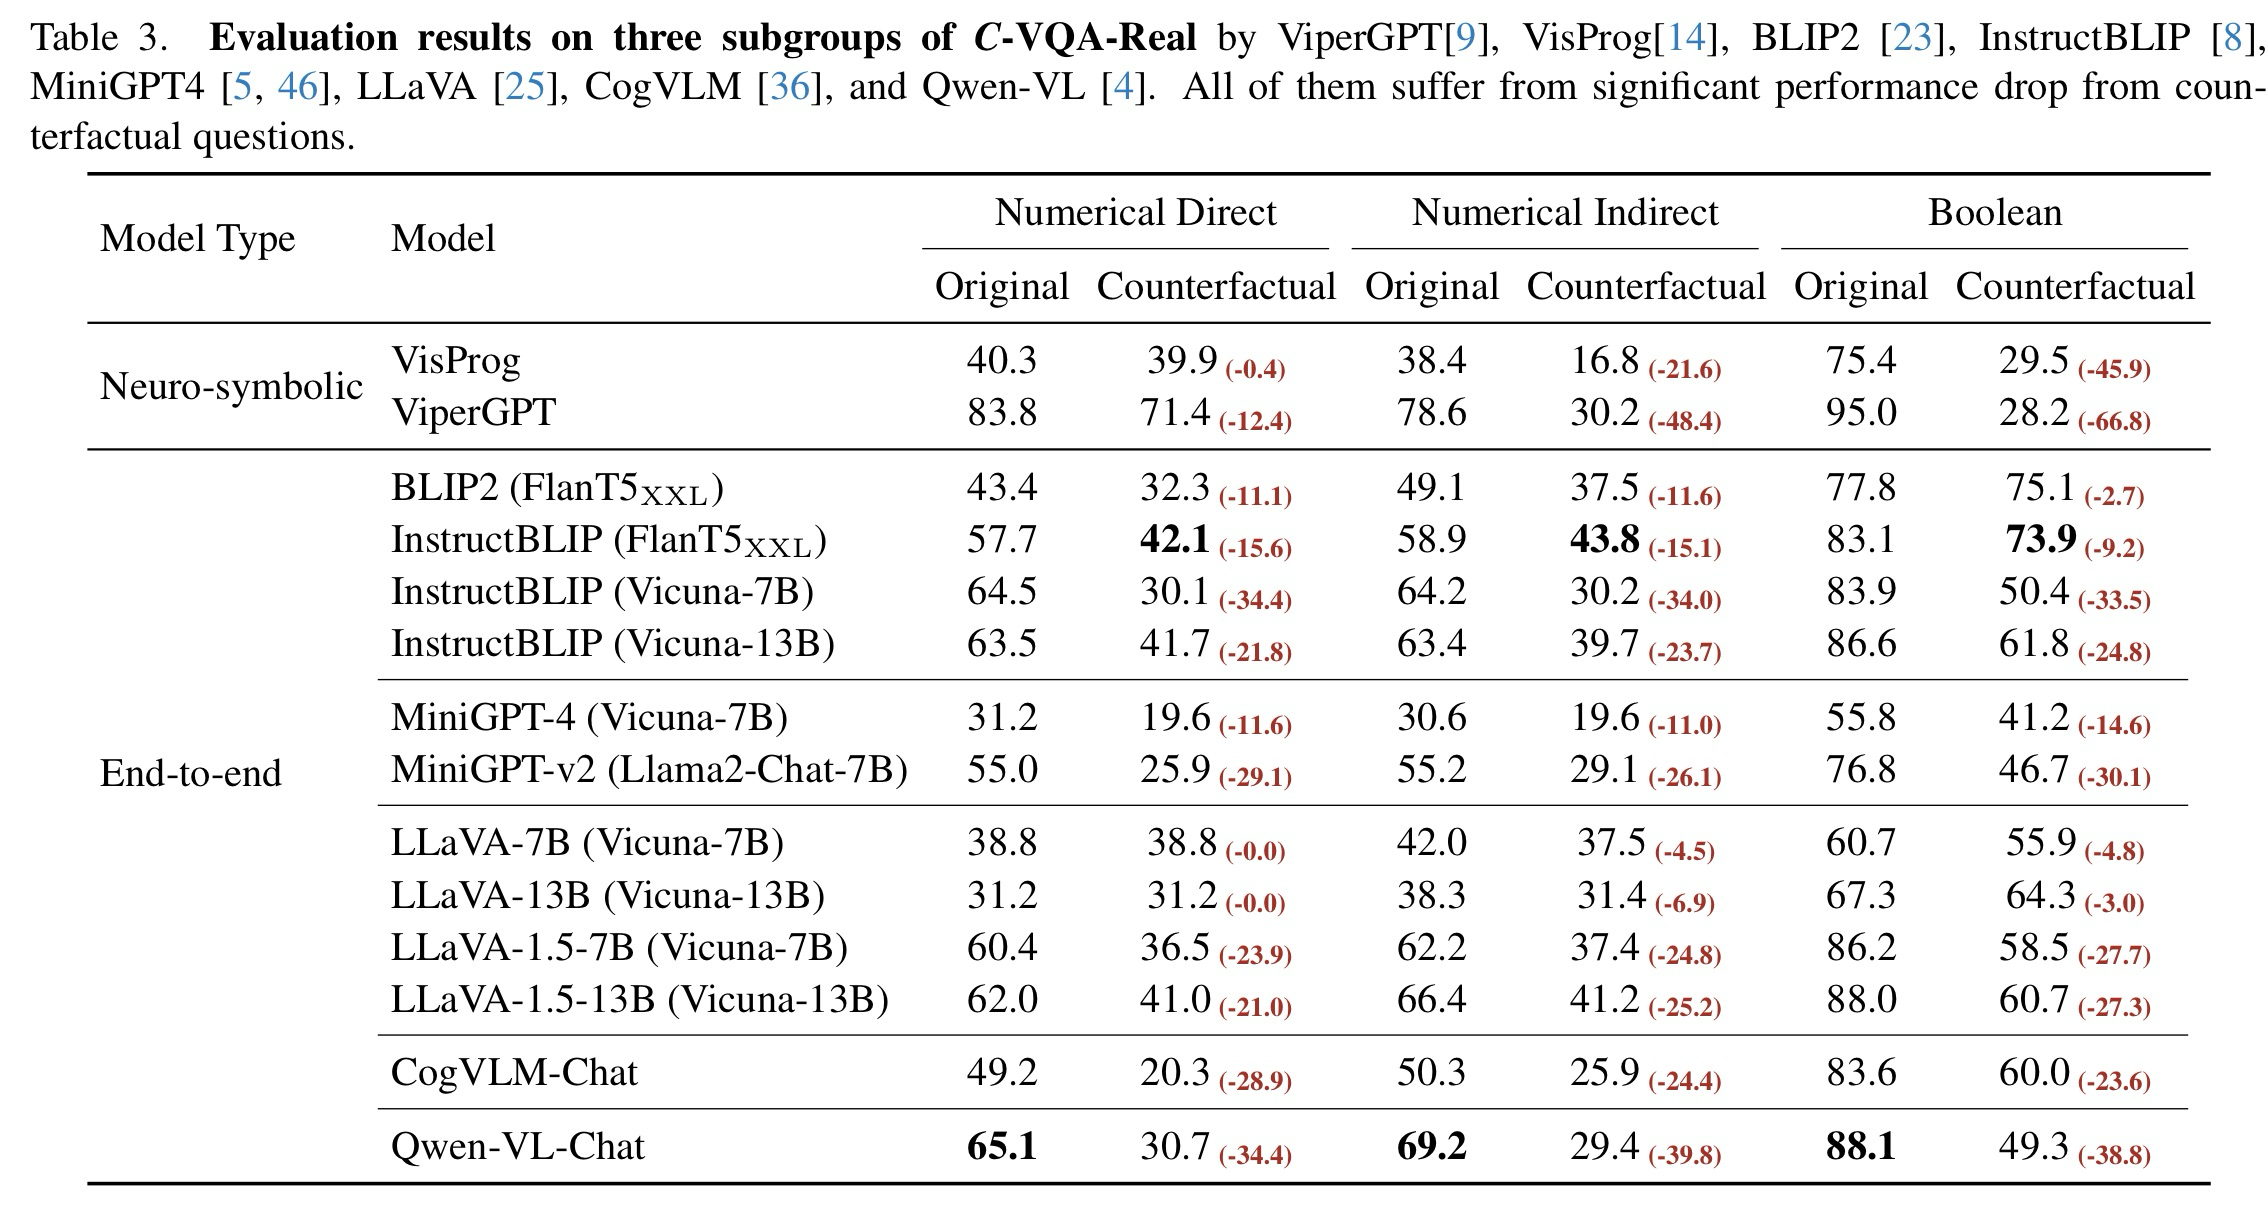 Table 3. Evaluation results on three subgroups of C-VQA-Real by ViperGPT[9], VisProg[14], BLIP2 [23], InstructBLIP [8],
MiniGPT4 [5, 46], LLaVA [25], CogVLM [36], and Qwen-VL [4]. All of them suffer from significant performance drop from coun-
terfactual questions.
Model Type Model Numerical Direct Numerical Indirect Boolean
Original Counterfactual Original Counterfactual Original Counterfactual
Neuro-symbolic
VisProg 40.3 39.9 (-0.4) 38.4 16.8 (-21.6) 75.4 29.5 (-45.9)
ViperGPT 83.8 71.4 (-12.4) 78.6 30.2 (-48.4) 95.0 28.2 (-66.8)
End-to-end
BLIP2 (FlanT5XXL) 43.4 32.3 (-11.1) 49.1 37.5 (-11.6) 77.8 75.1 (-2.7)
InstructBLIP (FlanT5XXL) 57.7 42.1 (-15.6) 58.9 43.8 (-15.1) 83.1 73.9 (-9.2)
InstructBLIP (Vicuna-7B) 64.5 30.1 (-34.4) 64.2 30.2 (-34.0) 83.9 50.4 (-33.5)
InstructBLIP (Vicuna-13B) 63.5 41.7 (-21.8) 63.4 39.7 (-23.7) 86.6 61.8 (-24.8)
MiniGPT-4 (Vicuna-7B) 31.2 19.6 (-11.6) 30.6 19.6 (-11.0) 55.8 41.2 (-14.6)
MiniGPT-v2 (Llama2-Chat-7B) 55.0 25.9 (-29.1) 55.2 29.1 (-26.1) 76.8 46.7 (-30.1)
LLaVA-7B (Vicuna-7B) 38.8 38.8 (-0.0) 42.0 37.5 (-4.5) 60.7 55.9 (-4.8)
LLaVA-13B (Vicuna-13B) 31.2 31.2 (-0.0) 38.3 31.4 (-6.9) 67.3 64.3 (-3.0)
LLaVA-1.5-7B (Vicuna-7B) 60.4 36.5 (-23.9) 62.2 37.4 (-24.8) 86.2 58.5 (-27.7)
LLaVA-1.5-13B (Vicuna-13B) 62.0 41.0 (-21.0) 66.4 41.2 (-25.2) 88.0 60.7 (-27.3)
CogVLM-Chat 49.2 20.3 (-28.9) 50.3 25.9 (-24.4) 83.6 60.0 (-23.6)
Qwen-VL-Chat 65.1 30.7 (-34.4) 69.2 29.4 (-39.8) 88.1 49.3 (-38.8)